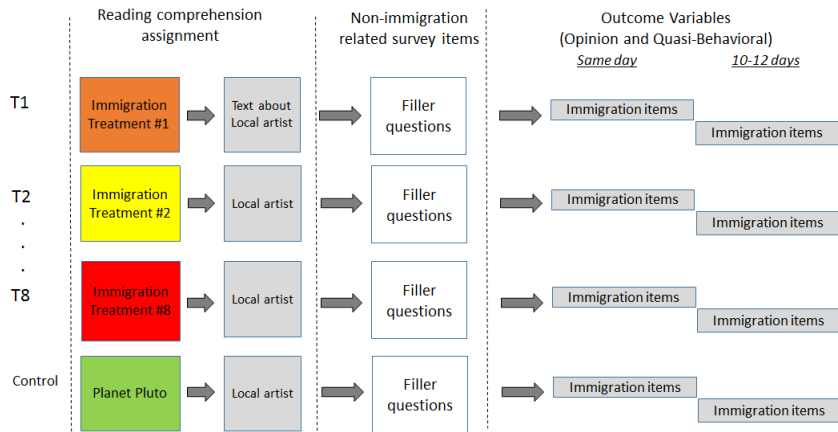 Reading comprehension
assignment
Non-immigration
related survey items
Outcome Variables
(Opinion and Quasi-Behavioral)
Same day
10-12 days
T1
Immigration
Treatment #1
Text about
Local artist
Filler
questions
Immigration items
Immigration items
T2
Immigration
Treatment #2
Local artist
Filler
questions
Immigration items
Immigration items
.
.
.
T8
Immigration
Treatment #8
Local artist
Filler
questions
Immigration items
Immigration items
Control
Planet Pluto
Local artist
Filler
questions
Immigration items
Immigration items